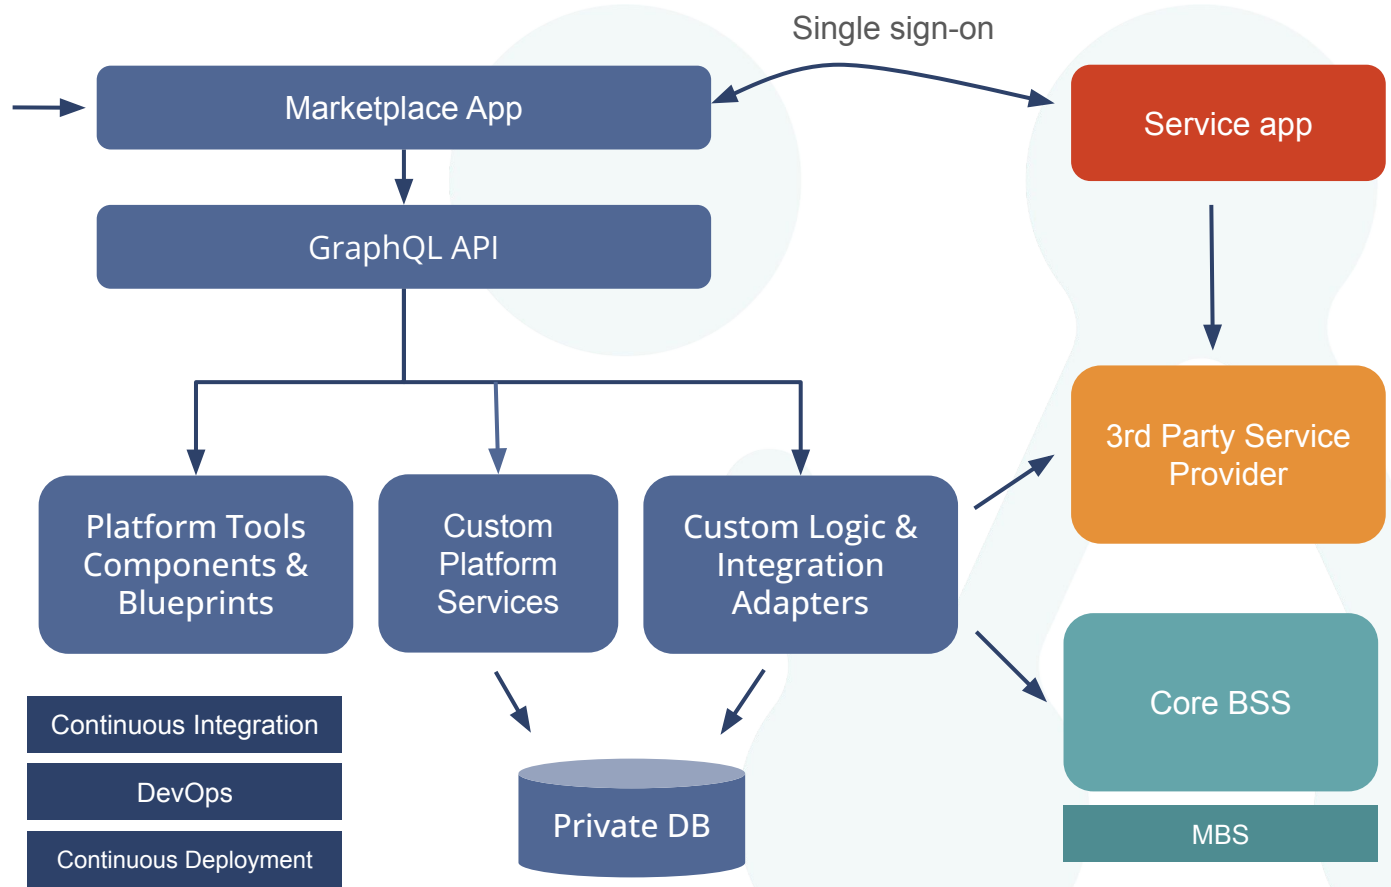 Single sign-on
Marketplace App
Service app
GraphQL API
3rd Party Service
Provider
Platform Tools
Components &
Blueprints
Custom
Platform
Services
Custom Logic &
Integration
Adapters
Core BSS
Continuous Integration
DevOps
Private DB
MBS
Continuous Deployment